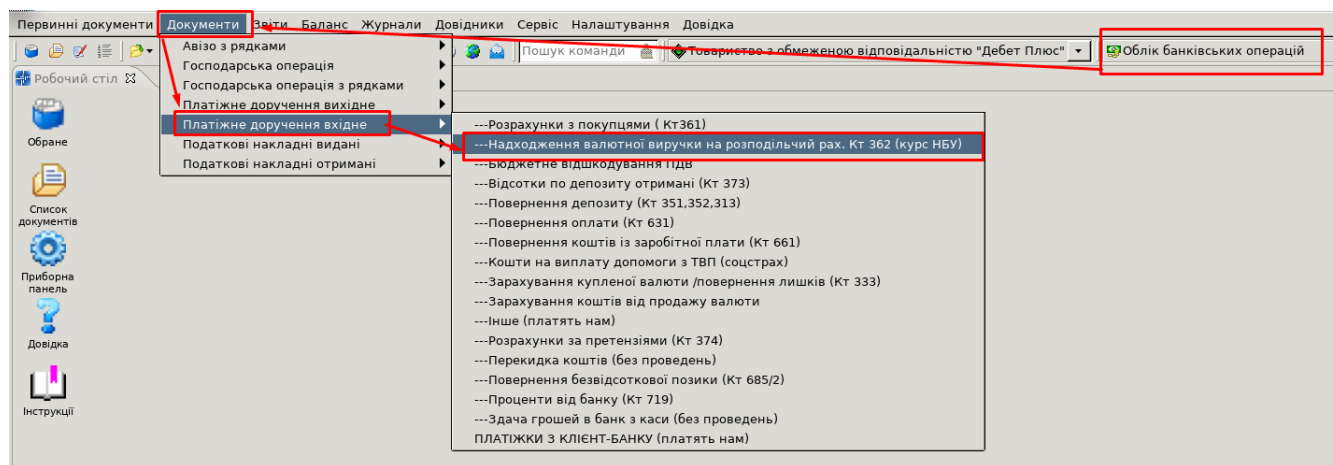 Первинні документи Документи Звіти Баланс Журнали Довідники Сервіс Налаштування Довідка
Пошук команди Товариство з обмеженою відповідальністю "Дебет Плюс" Облік банківських операцій
Робочий стіл
Авізо з рядками
Господарська операція
Господарська операція з рядками
Платіжне доручення вихідне
Платіжне доручення вхідне
Податкові накладні видані
Податкові накладні отримані
---Розрахунки з покупцями ( Кт361)
---Надходження валютної виручки на розподільчий рах. Кт 362 (курс НБУ)
---Бюджетне відшкодування ПДВ
---Відсотки по депозиту отримані (Кт 373)
---Повернення депозиту (Кт 351,352,313)
---Повернення оплати (Кт 631)
---Повернення коштів із заробітної плати (Кт 661)
---Кошти на виплату допомоги з ТВП (соцстрах)
---Зарахування купленої валюти /повернення лишків (Кт 333)
---Зарахування коштів від продажу валюти
---Інше (платять нам)
---Розрахунки за претензіями (Кт 374)
---Перекидка коштів (без проведень)
---Повернення безвідсоткової позики (Кт 685/2)
---Проценти від банку (Кт 719)
---Здача грошей в банк з каси (без проведень)
ПЛАТІЖКИ З КЛІЄНТ-БАНКУ (платять нам)
Обране
Список
документів
Приборна
панель
Довідка
Інструкції